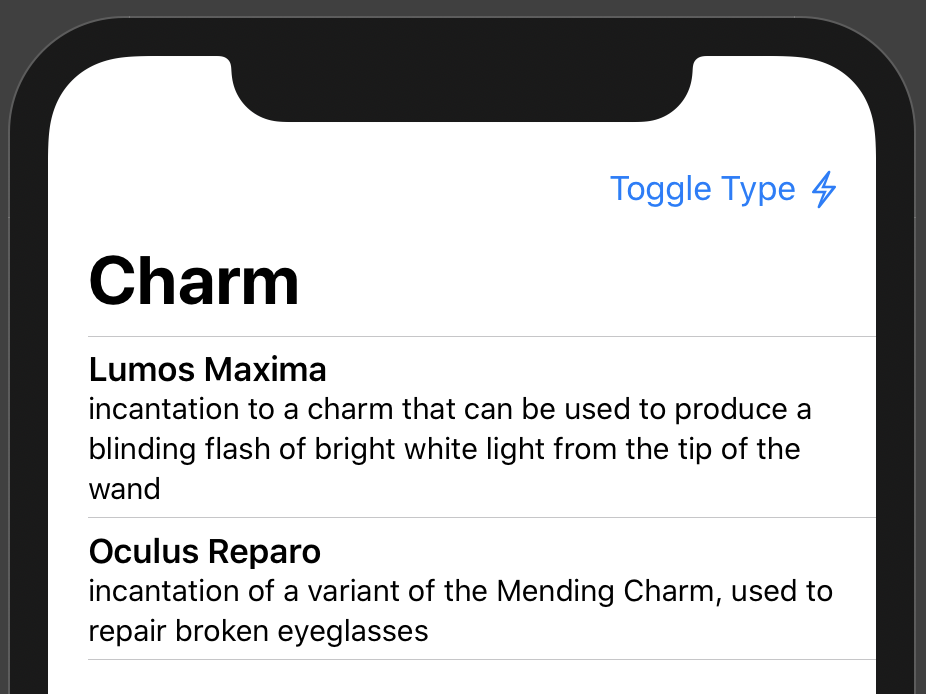 Toggle Type
Charm
Lumos Maxima
incantation to a charm that can be used to produce a
blinding flash of bright white light from the tip of the
wand
Oculus Reparo
incantation of a variant of the Mending Charm, used to
repair broken eyeglasses